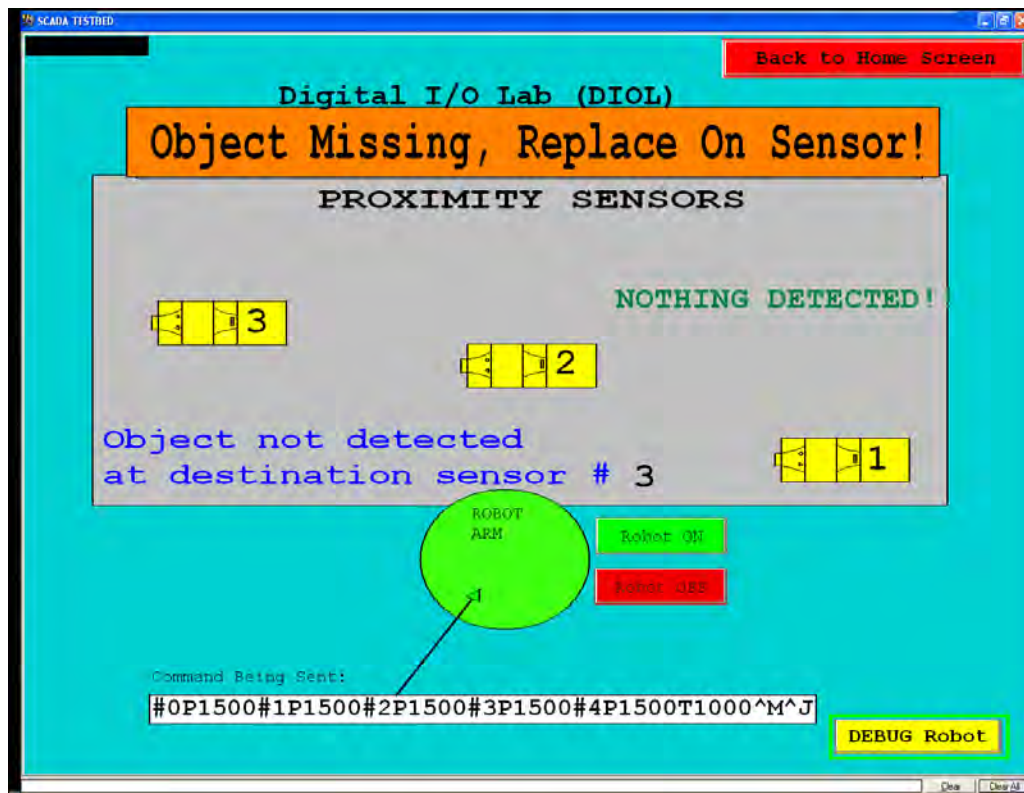 SCADA TESTBED
Back to Home Screen
Digital I/O Lab (DIOL)
Object Missing, Replace On Sensor!
PROXIMITY SENSORS
NOTHING DETECTED!
3
2
1
Object not detected
at destination sensor # 3
ROBOT
ARM
Robot ON
Robot OFF
Command Being Sent:
#0P1500#1P1500#2P1500#3P1500#4P1500T1000^M^J
DEBUG Robot
Clear
Clear All